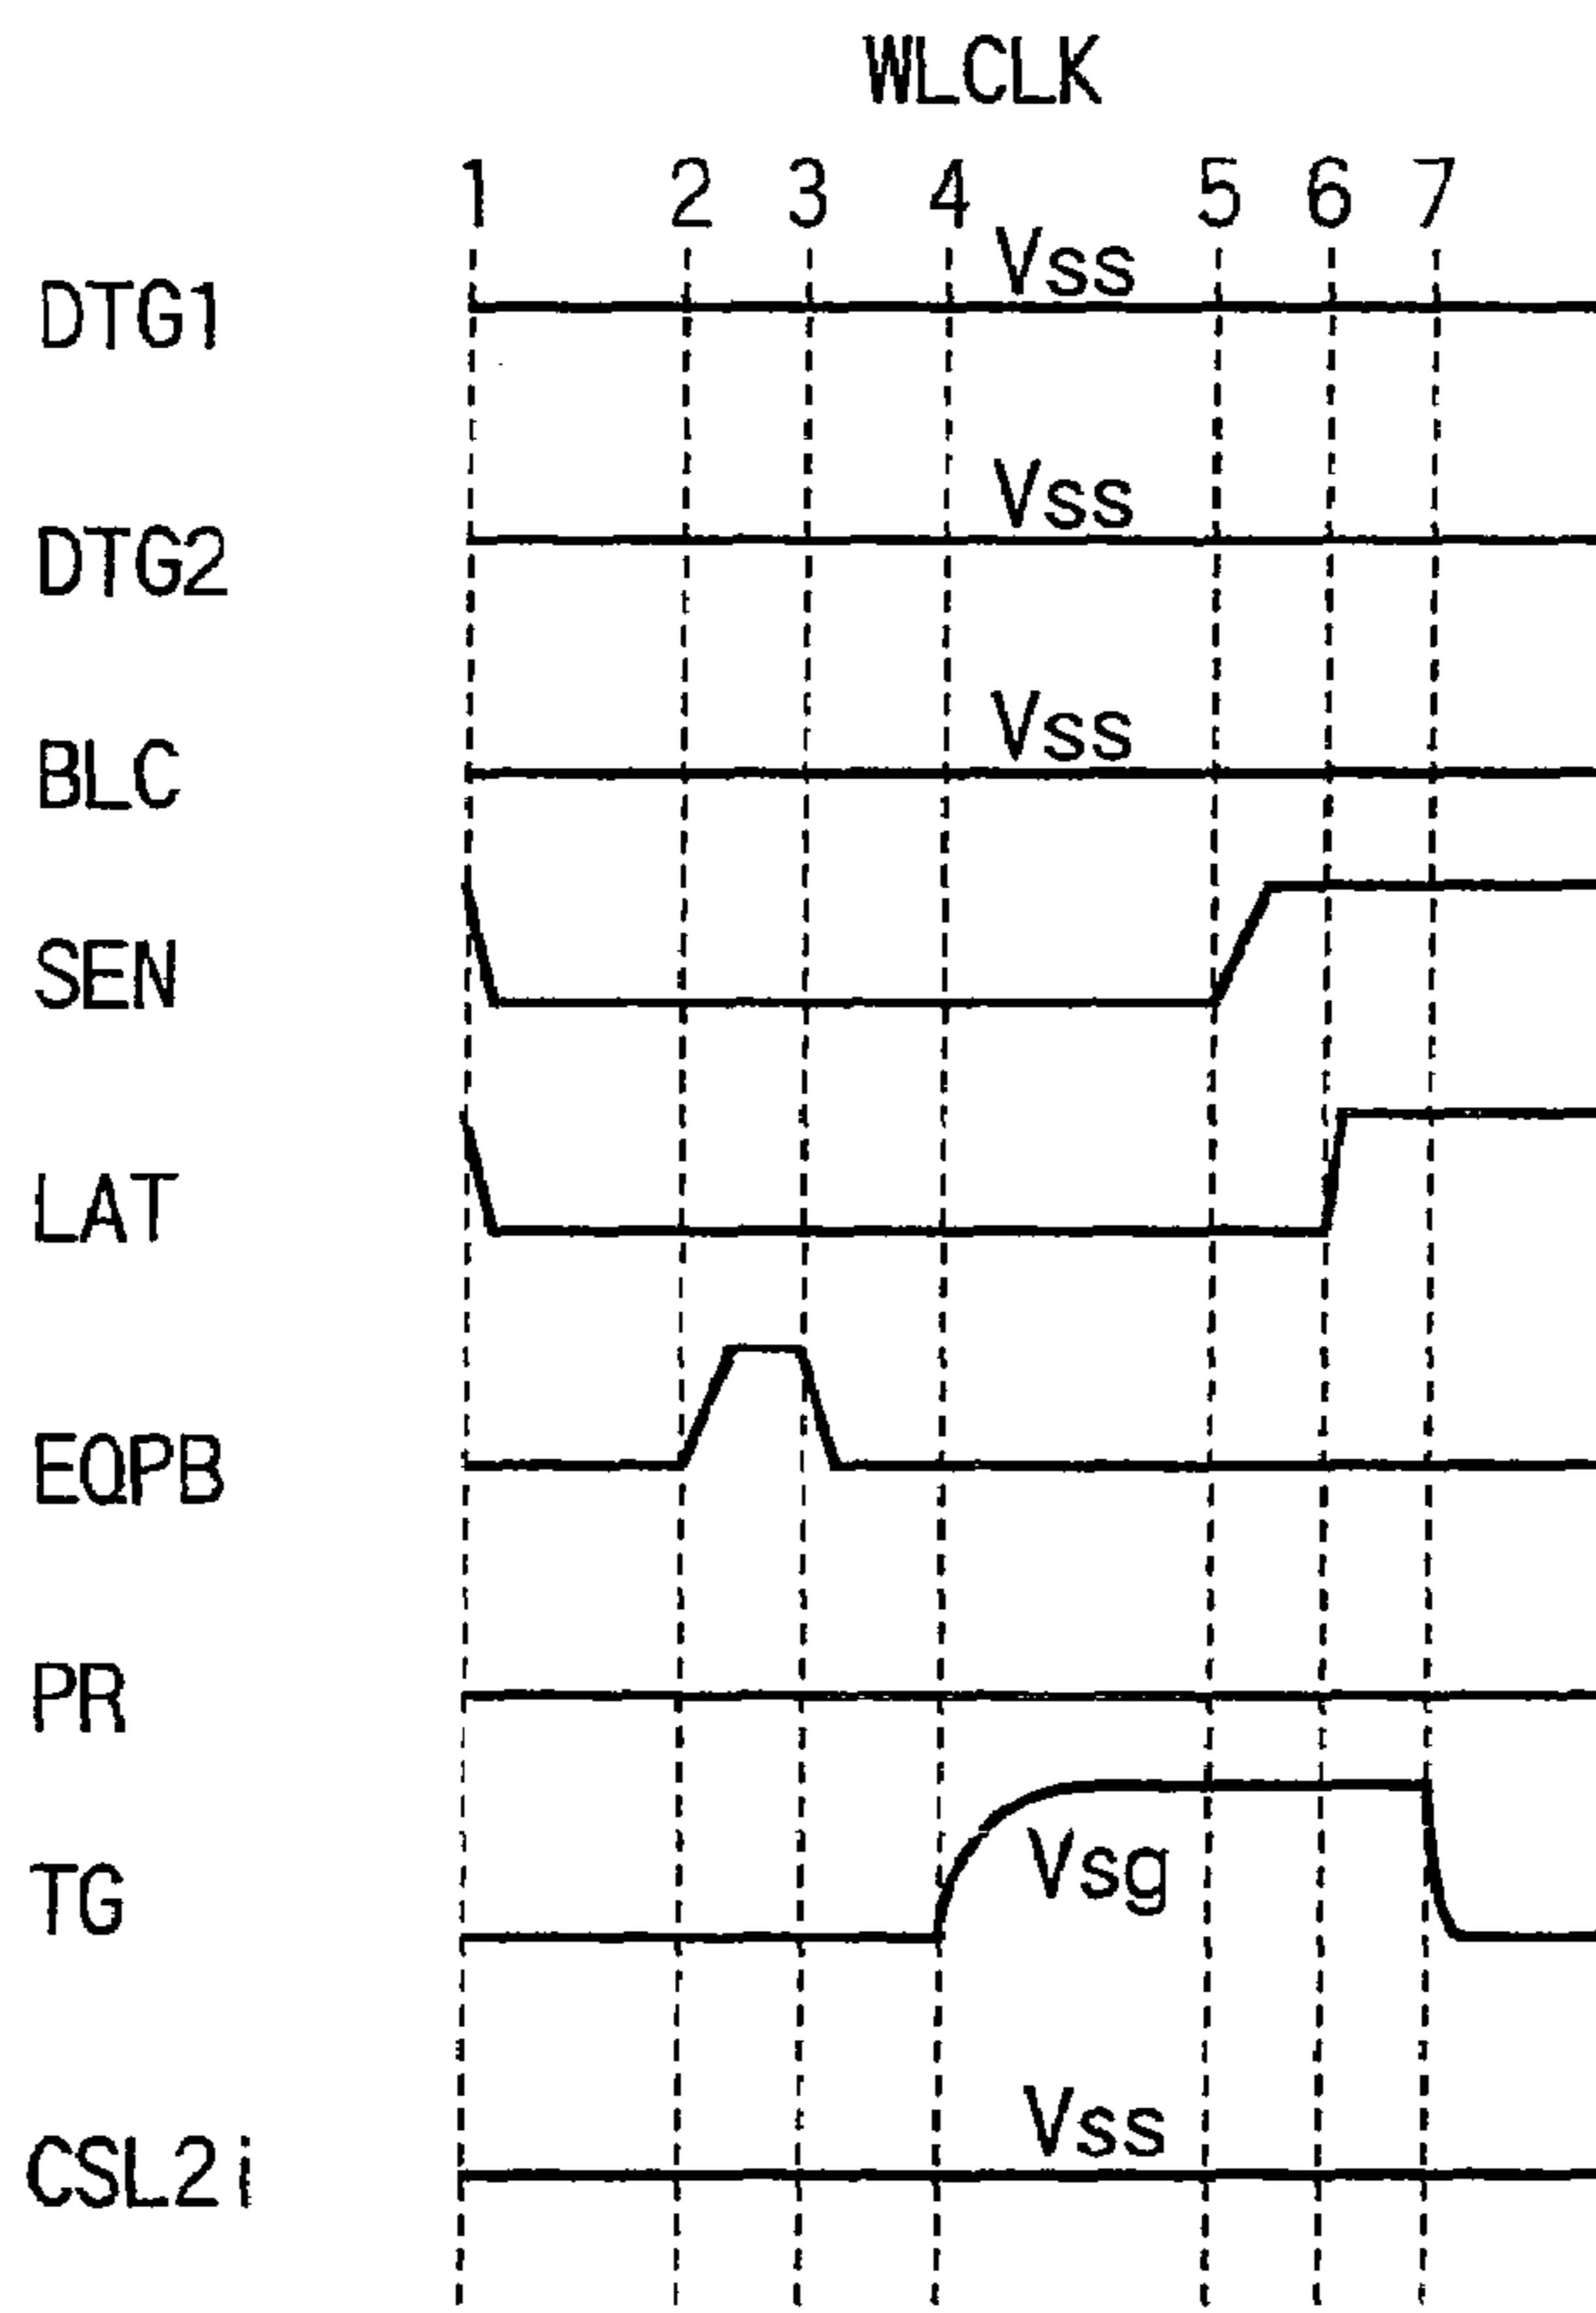 WLCLK
1 2 3 4 5 6 7
DTG1 Vss
DTG2 Vss
BLC Vss
SEN
LAT
EQPB
PR
TG Vsg
CSL2i Vss